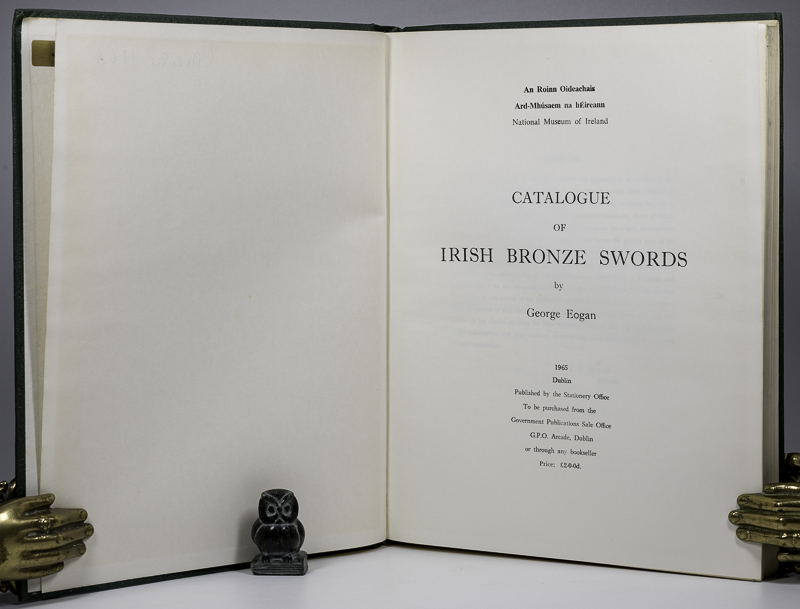 An Roinn Oideachais
Ard-Mhúsaem na hÉireann
National Museum of Ireland
CATALOGUE
OF
IRISH BRONZE SWORDS
by
George Eogan
1965
Dublin
Published by the Stationery Office
To be purchased from the
Government Publications Sale Office
G.P.O. Arcade, Dublin
or through any bookseller
Price: £2-0-0d.